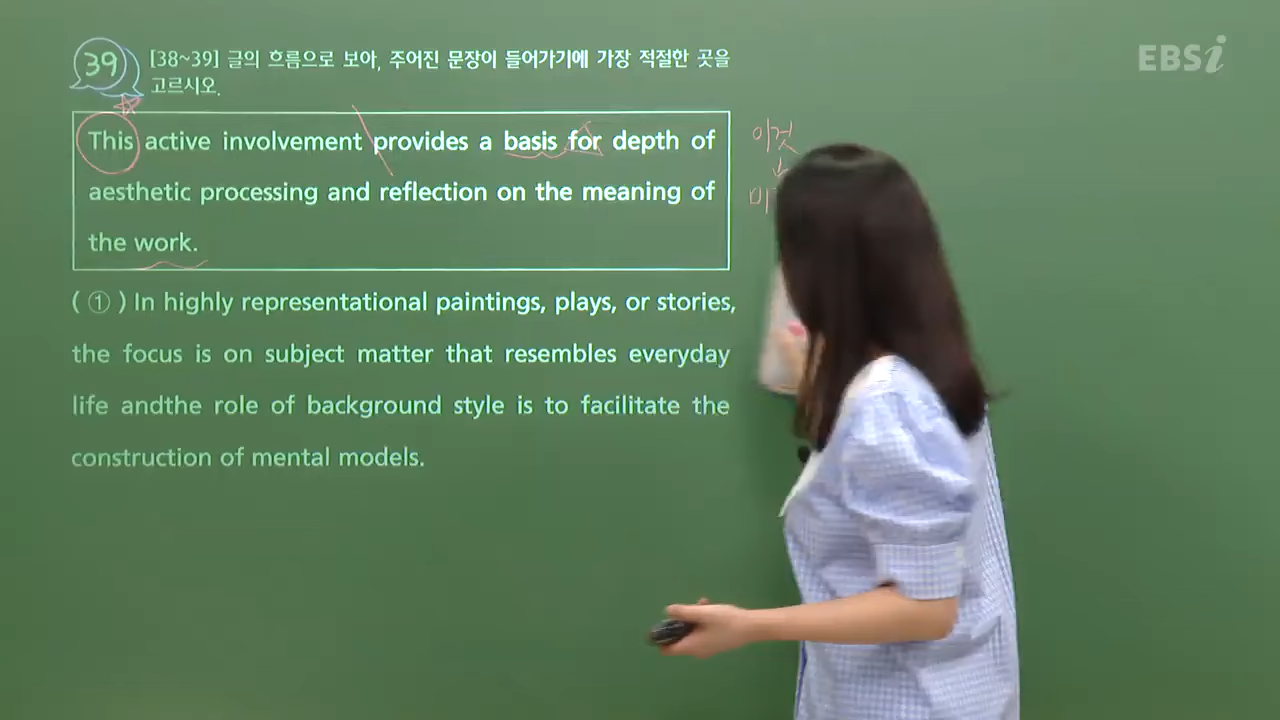 39
[38~39] 글의 흐름으로 보아, 주어진 문장이 들어가기에 가장 적절한 곳을
고르시오.
EBSi
This active involvement provides a basis for depth of
aesthetic processing and reflection on the meaning of
the work.
이것
( ① ) In highly representational paintings, plays, or stories,
the focus is on subject matter that resembles everyday
life andthe role of background style is to facilitate the
construction of mental models.